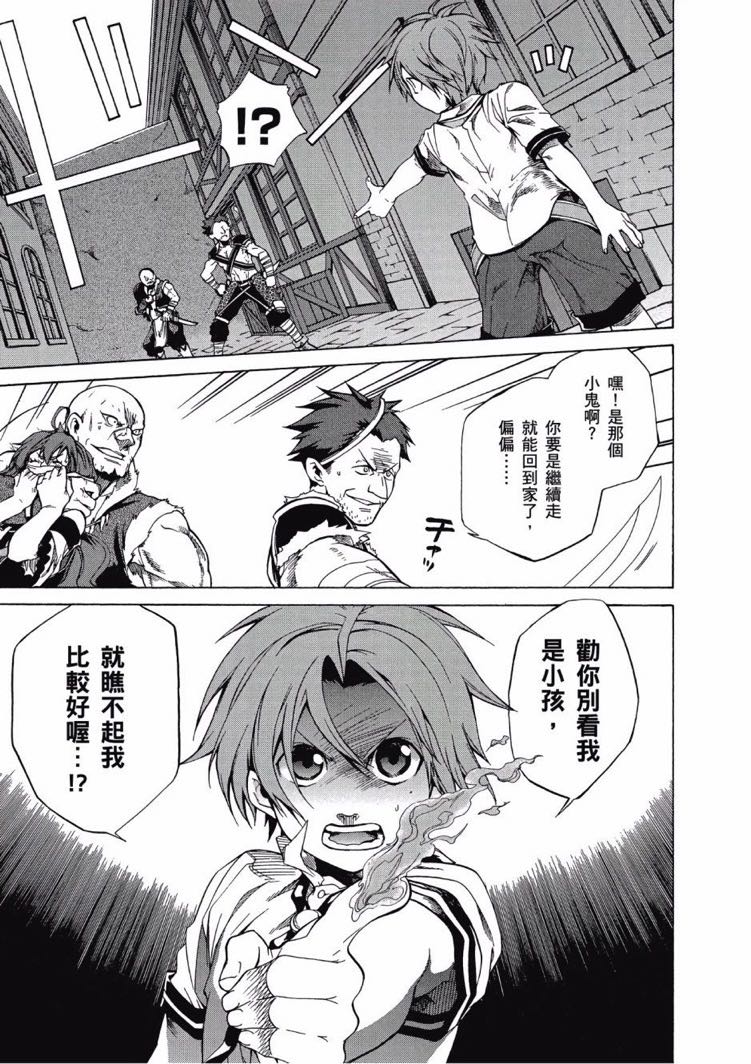 !?
嘿！是那個
小鬼啊？
你要是繼續走
就能回到家了，
偏偏……
チャッ
勸你別看我
是小孩，
就瞧不起我
比較好喔…!?